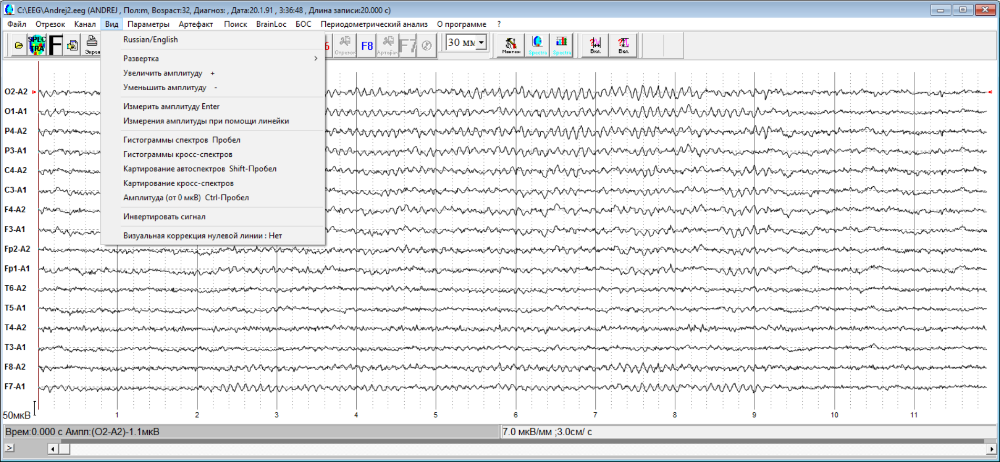 C:\EEG\Andrej2.eeg (ANDREJ , Пол:m, Возраст:32, Диагноз: , Дата:20.1.91 , 3:36:48 , Длина записи:20.000 с)
Файл Отрезок Канал Вид Параметры Артефакт Поиск BrainLoc БОС Периодометрический анализ О программе ?
SPEC TRA F Экран Отрезок F8 Артефак F7 30 мм Монтаж Spectra Spectra Вкл. Вкл.
Russian/English
Развертка
Увеличить амплитуду +
Уменьшить амплитуду -
Измерить амплитуду Enter
Измерения амплитуды при помощи линейки
Гистограммы спектров Пробел
Гистограммы кросс-спектров
Картирование автоспектров Shift-Пробел
Картирование кросс-спектров
Амплитуда (от 0 мкВ) Ctrl-Пробел
Инвертировать сигнал
Визуальная коррекция нулевой линии : Нет
O2-A2
O1-A1
P4-A2
P3-A1
C4-A2
C3-A1
F4-A2
F3-A1
Fp2-A2
Fp1-A1
T6-A2
T5-A1
T4-A2
T3-A1
F8-A2
F7-A1
50мкВ 1 2 3 4 5 6 7 8 9 10 11
Врем:0.000 с Ампл:(O2-A2)-1.1мкВ 7.0 мкВ/мм ;3.0см/ с
>